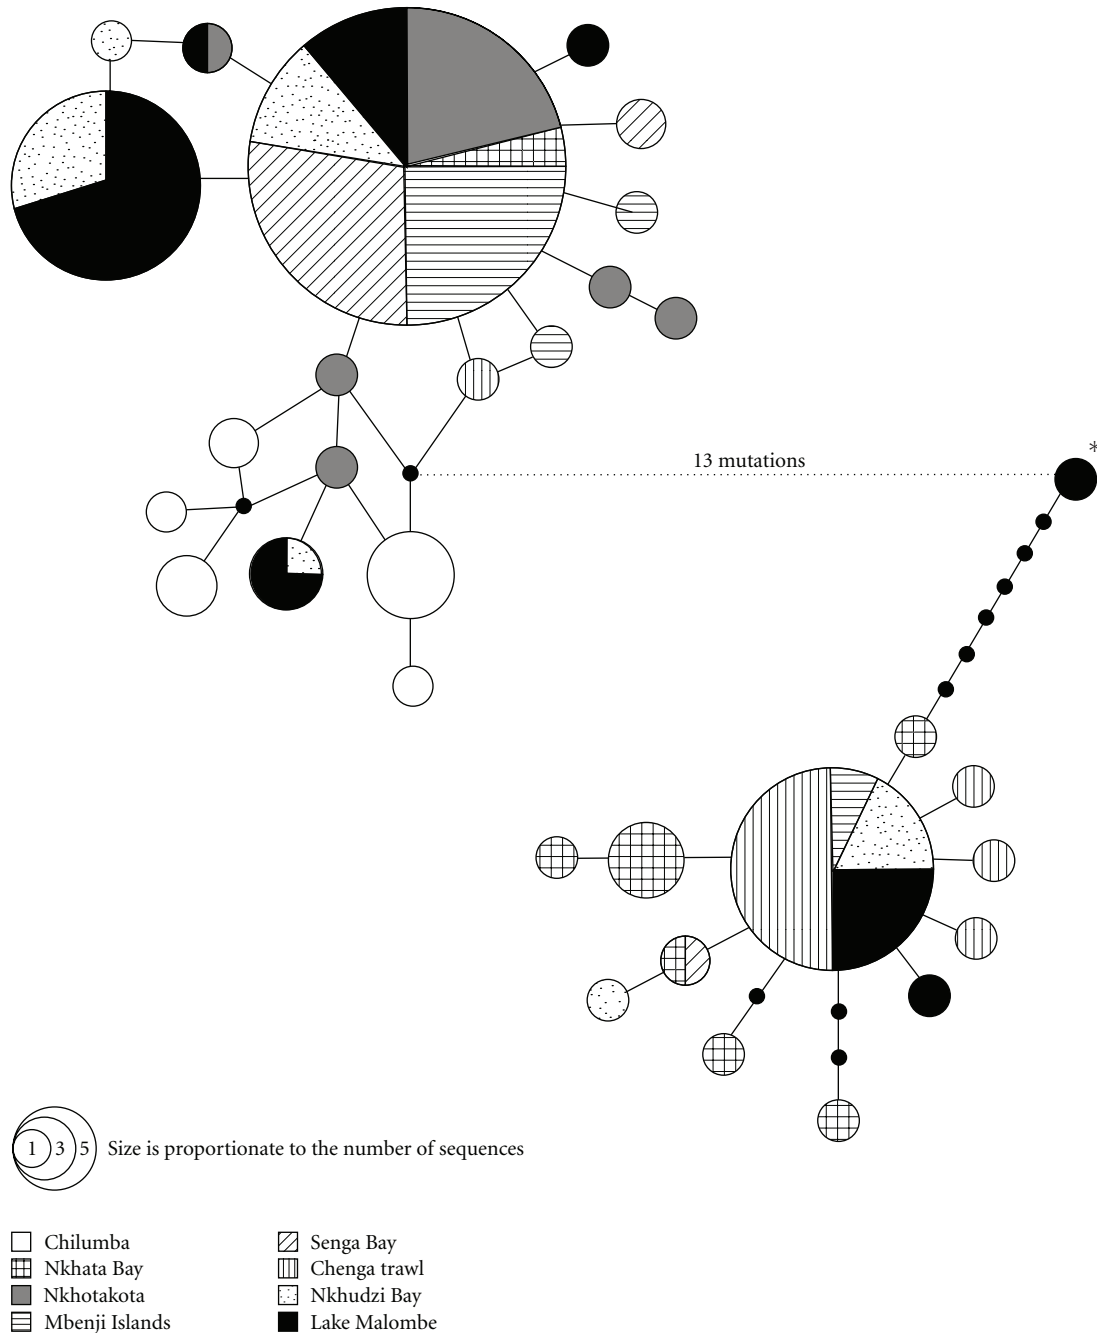 *
13 mutations
1 3 5 Size is proportionate to the number of sequences
Chilumba
Nkhata Bay
Nkhotakota
Mbenji Islands
Senga Bay
Chenga trawl
Nkhudzi Bay
Lake Malombe